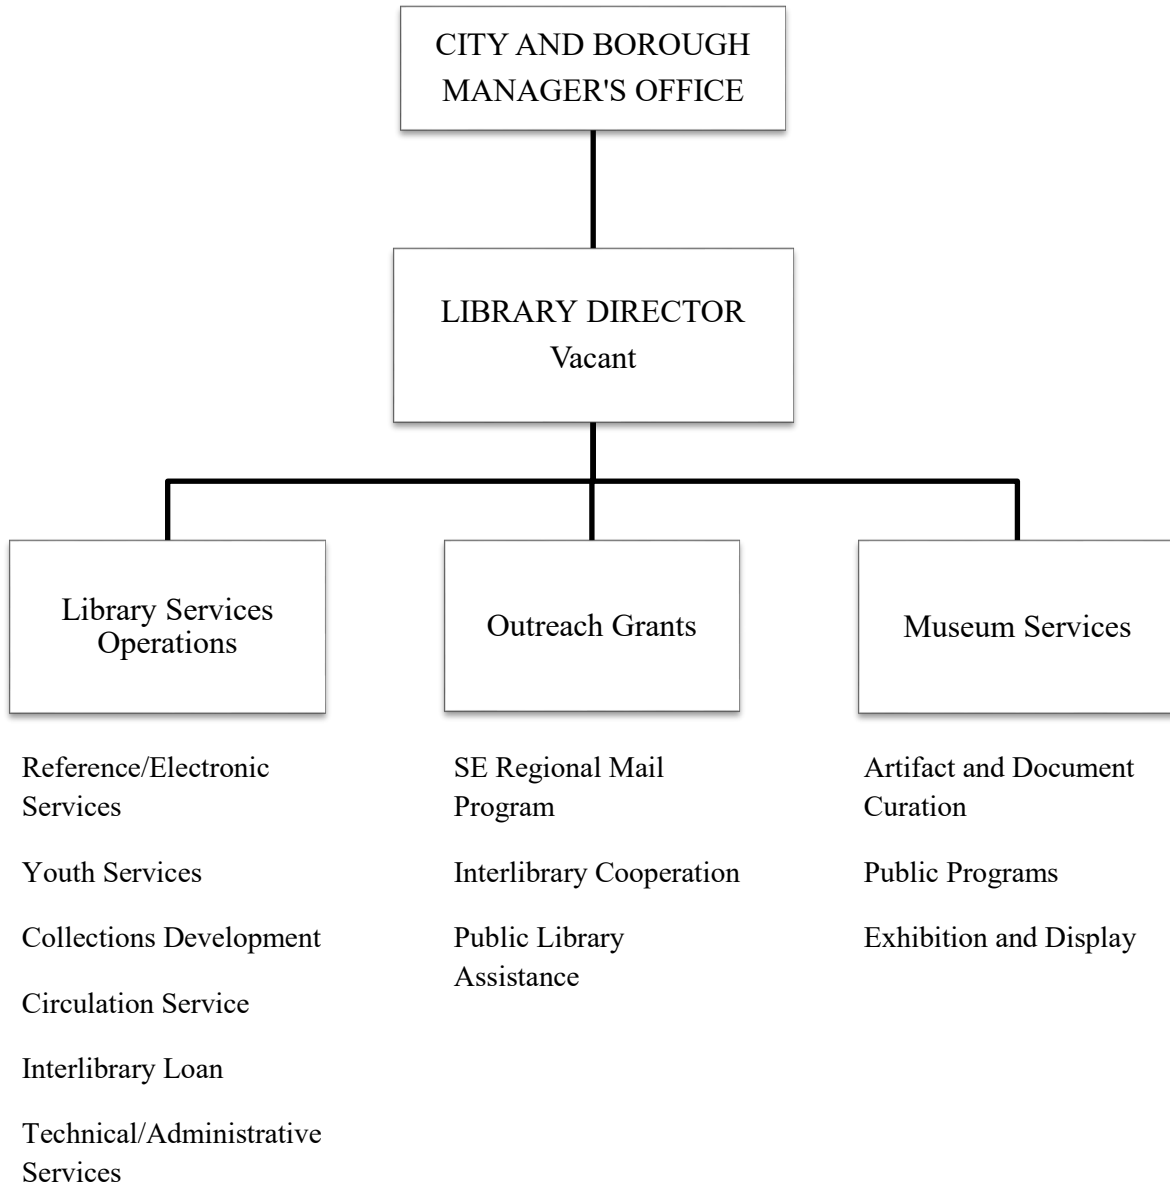 CITY AND BOROUGH
MANAGER'S OFFICE
LIBRARY DIRECTOR
Vacant
Library Services
Operations
Outreach Grants
Museum Services
Reference/Electronic
Services
Youth Services
Collections Development
Circulation Service
Interlibrary Loan
Technical/Administrative
Services
SE Regional Mail
Program
Interlibrary Cooperation
Public Library
Assistance
Artifact and Document
Curation
Public Programs
Exhibition and Display